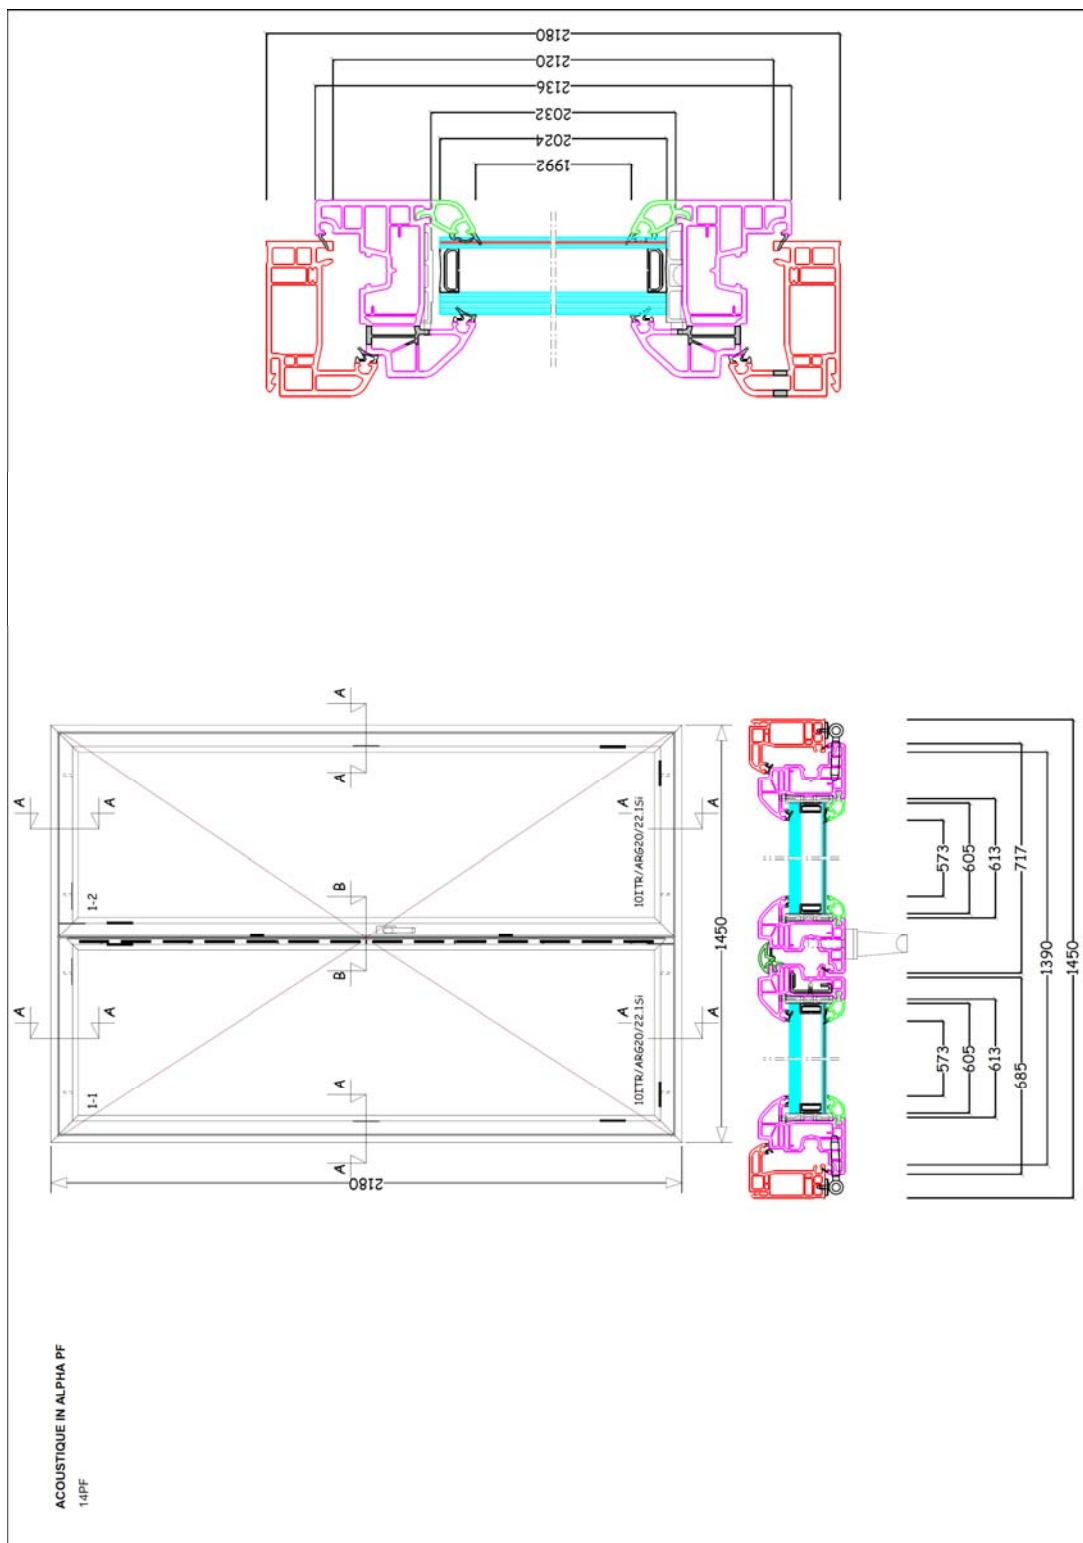 2180
2120
2136
2032
2024
1992
A
A
A
A
A
A
1-2
B
B
10ITR/ARG20/22.1Si
A
A
A
A
1-1
A
A
10ITR/ARG20/22.1Si
A
A
1450
2180
573
605
613
717
573
605
613
685
1390
1450
ACOUSTIQUE IN ALPHA PF
14PF